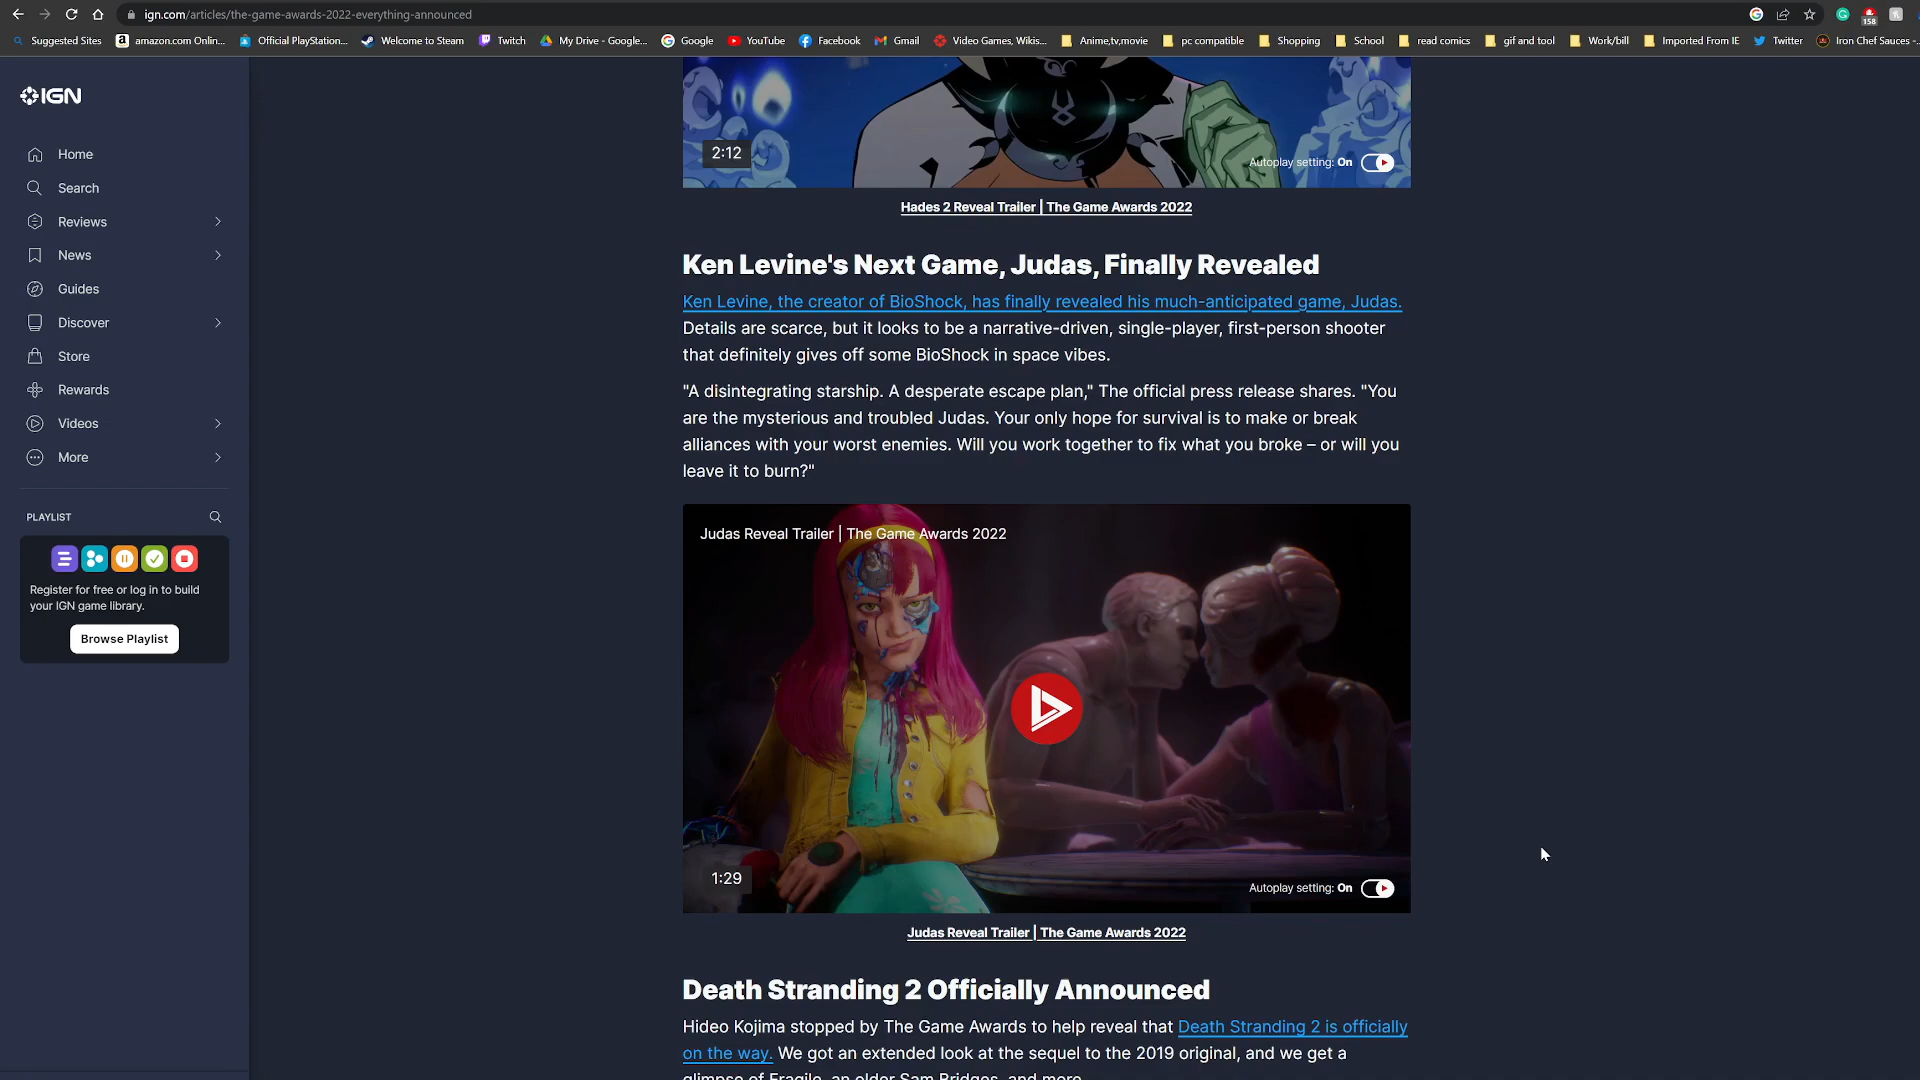 ign.com/articles/the-game-awards-2022-everything-announced
158
Suggested Sites
amazon.com Onlin...
Official PlayStation...
Welcome to Steam
Twitch
My Drive - Google...
Google
YouTube
Facebook
Gmail
Video Games, Wikis...
Anime,tv,movie
pc compatible
Shopping
School
read comics
gif and tool
Work/bill
Imported From IE
Twitter
Iron Chef Sauces -...
IGN
Home
Search
Reviews
News
Guides
Discover
Store
Rewards
Videos
More
PLAYLIST
Register for free or log in to build
your IGN game library.
Browse Playlist
2:12
Autoplay setting: On
Hades 2 Reveal Trailer | The Game Awards 2022
Ken Levine's Next Game, Judas, Finally Revealed
Ken Levine, the creator of BioShock, has finally revealed his much-anticipated game, Judas.
Details are scarce, but it looks to be a narrative-driven, single-player, first-person shooter
that definitely gives off some BioShock in space vibes.
"A disintegrating starship. A desperate escape plan," The official press release shares. "You
are the mysterious and troubled Judas. Your only hope for survival is to make or break
alliances with your worst enemies. Will you work together to fix what you broke – or will you
leave it to burn?"
Judas Reveal Trailer | The Game Awards 2022
1:29
Autoplay setting: On
Judas Reveal Trailer | The Game Awards 2022
Death Stranding 2 Officially Announced
Hideo Kojima stopped by The Game Awards to help reveal that Death Stranding 2 is officially
on the way. We got an extended look at the sequel to the 2019 original, and we get a
glimpse of Fragile, an older Sam Bridges, and more.